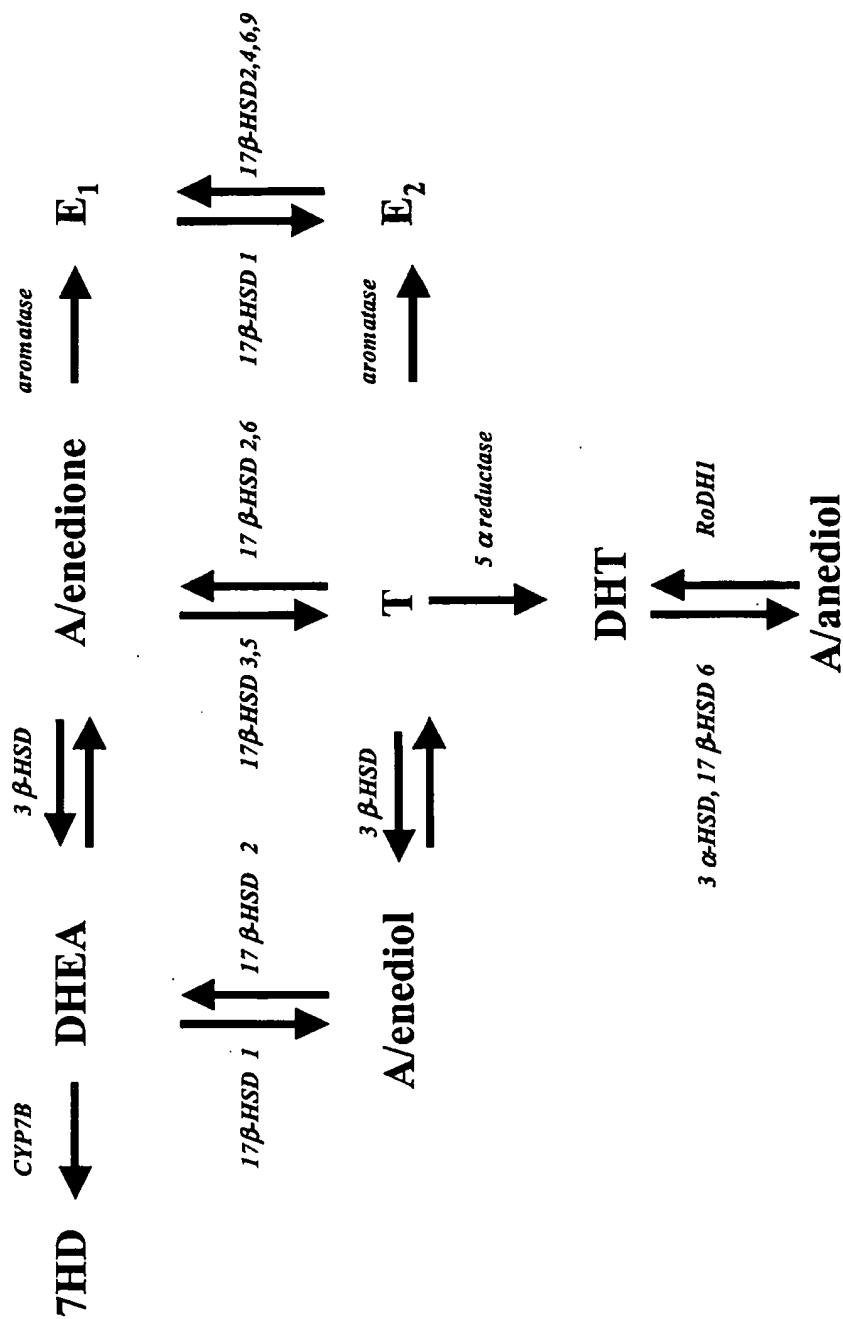 CYP7B
3 β-HSD
aromatase
7HD
DHEA
A/enedione
E1
17β-HSD 1
17 β-HSD 2
17β-HSD 3,5
17 β-HSD 2,6
17β-HSD 1
17β-HSD2,4,6,9
3 β-HSD
aromatase
A/enediol
T
E2
5 α reductase
DHT
3 α-HSD, 17 β-HSD 6
RoDH1
A/anediol